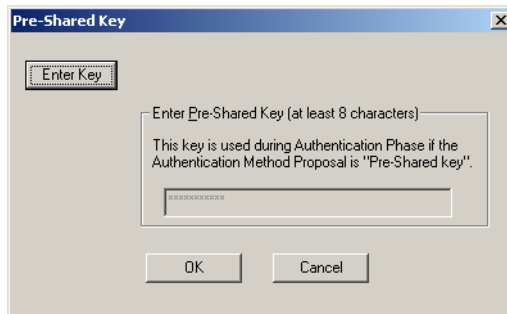 Pre-Shared Key
Enter Key
Enter Pre-Shared Key (at least 8 characters)
This key is used during Authentication Phase if the
Authentication Method Proposal is "Pre-Shared key".
xxxxxxxxxxx
OK
Cancel